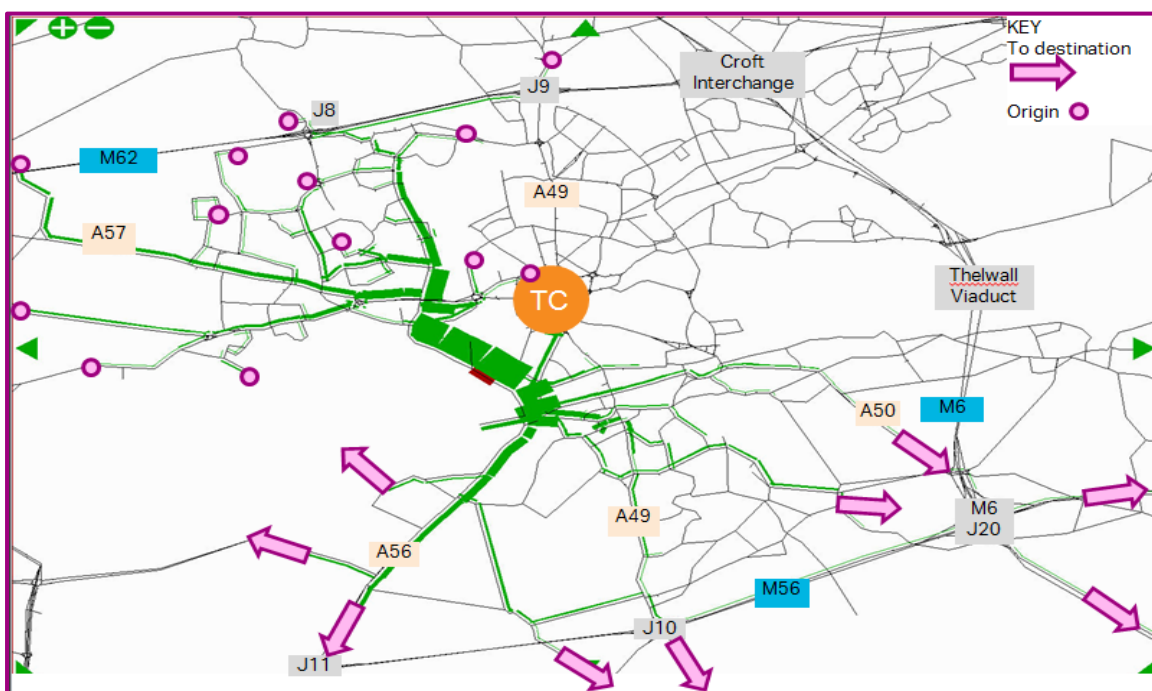 KEY
To destination
Origin
Croft
Interchange
J9
J8
M62
A49
A57
TC
Thelwall
Viaduct
M6
A50
M6
J20
A49
A56
M56
J10
J11